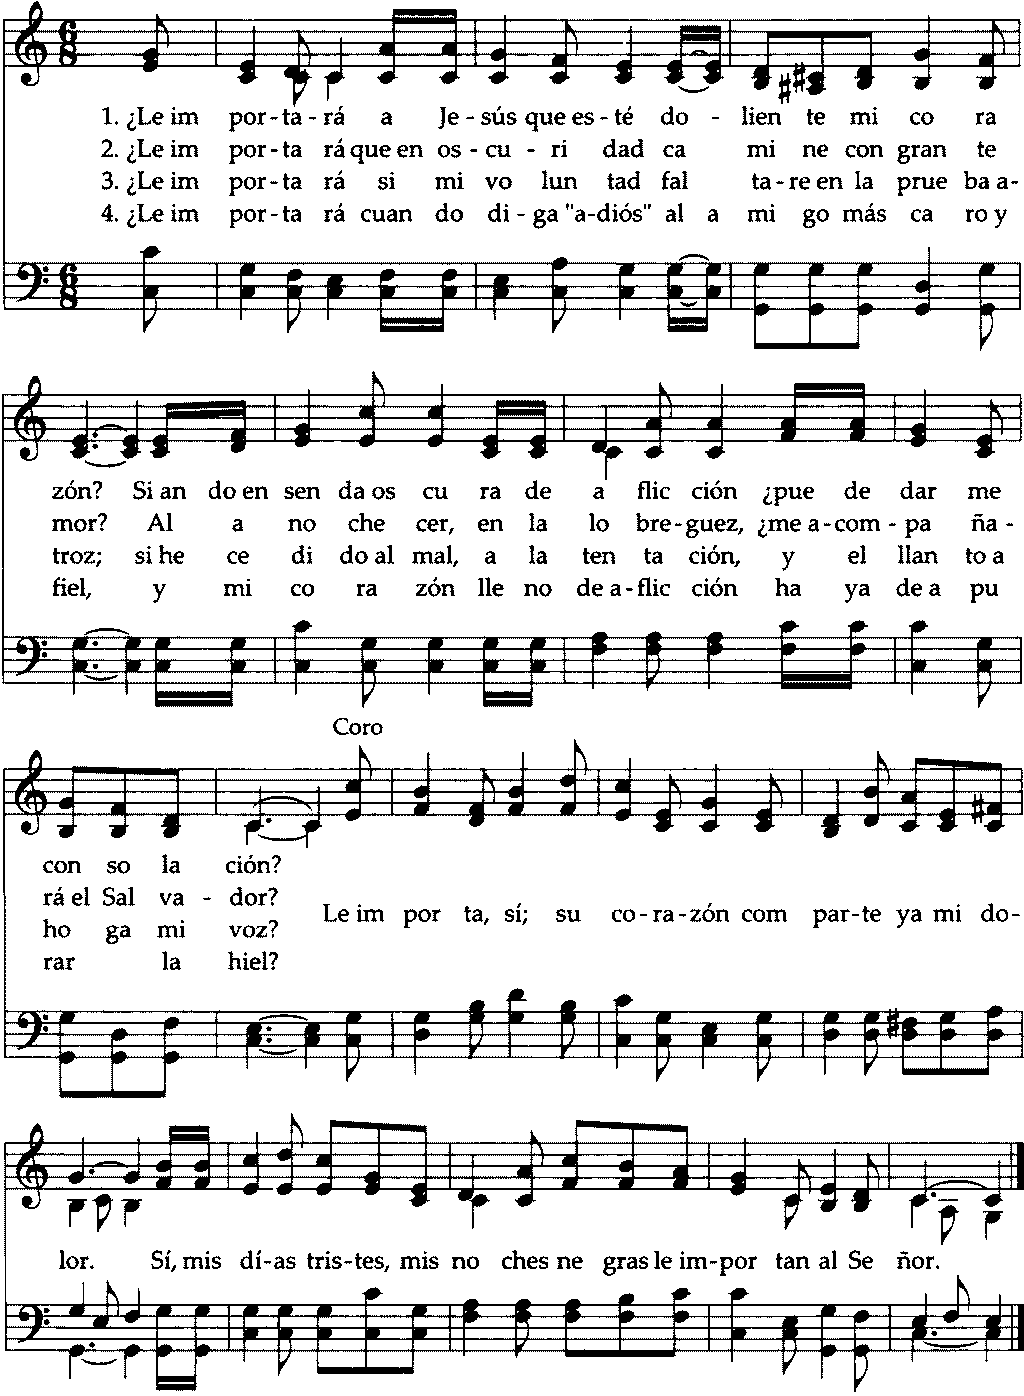 1. ¿Le im por-ta-rá a Je-sús que es-té do - lien te mi co ra
2. ¿Le im por-ta rá que en os-cu - ri dad ca mi ne con gran te
3. ¿Le im por-ta rá si mi vo lun tad fal ta-re en la prue ba a-
4. ¿Le im por-ta rá cuan do di-ga "a-diós" al a mi go más ca ro y
zón? Si an do en sen da os cu ra de a flic ción ¿pue de dar me
mor? Al a no che cer, en la lo bre-guez, ¿me a-com-pa ña-
troz; si he ce di do al mal, a la ten ta ción, y el llan to a
fiel, y mi co ra zón lle no de a-flic ción ha ya de a pu
Coro
con so la ción?
rá el Sal va - dor?
ho ga mi voz?
rar la hiel?
Le im por ta, sí; su co-ra-zón com par-te ya mi do-
lor. Sí, mis dí-as tris-tes, mis no ches ne gras le im-por tan al Se ñor.